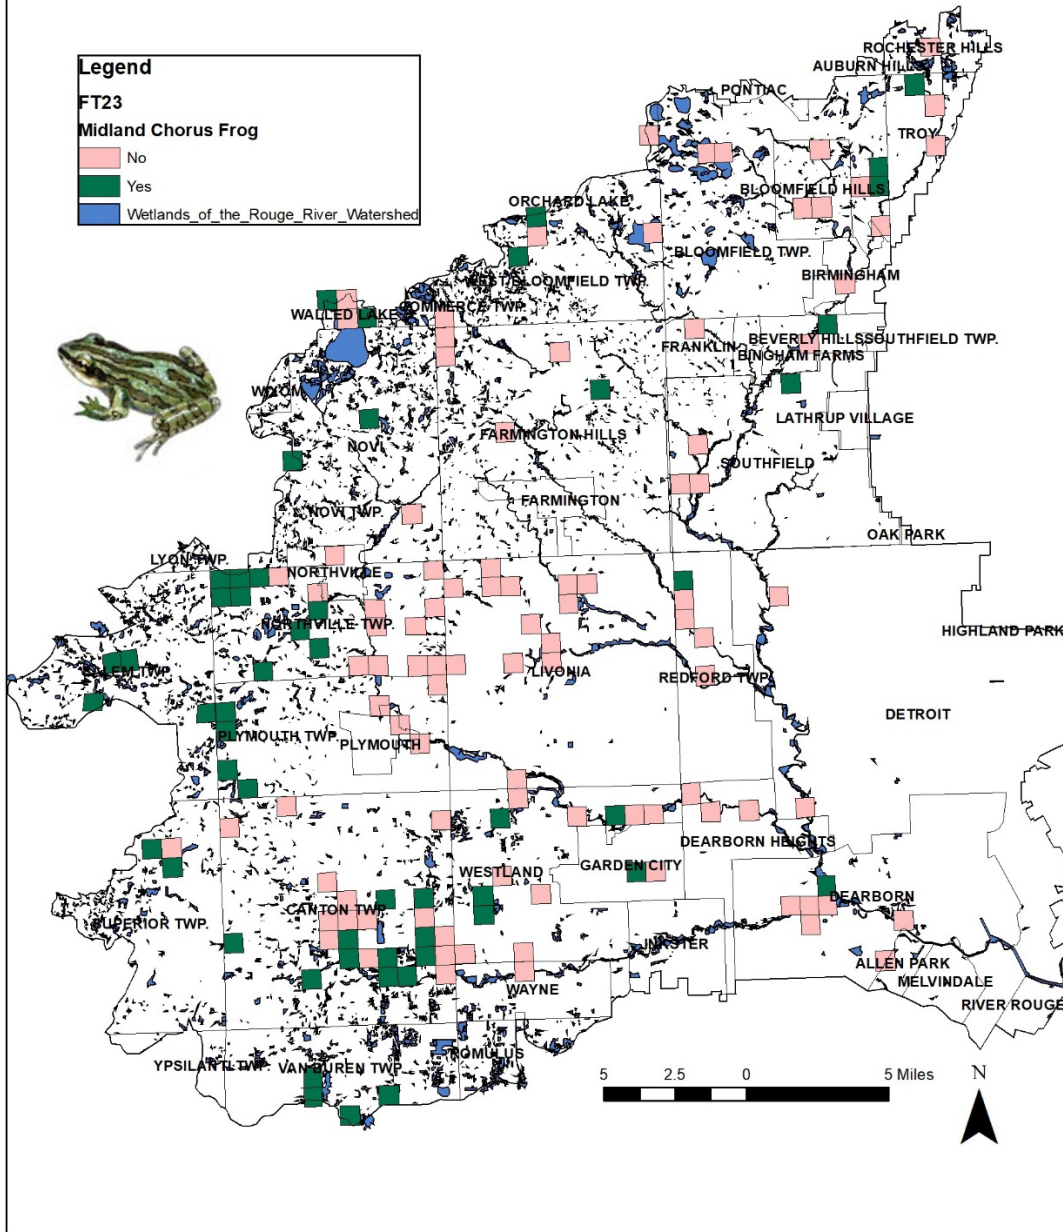 Legend
FT23
Midland Chorus Frog
No
Yes
Wetlands_of_the_Rouge_River_Watershed
ROCHESTER HILLS
AUBURN HILLS
PONTIAC
TROY
BLOOMFIELD HILLS
ORCHARD LAKE
BLOOMFIELD TWP.
WEST BLOOMFIELD TWP.
BIRMINGHAM
COMMERCE TWP.
WALLED LAKE
BEVERLY HILLS
SOUTHFIELD TWP.
FRANKLIN
BINGHAM FARMS
WIXOM
LATHRUP VILLAGE
FARMINGTON HILLS
NOVI
SOUTHFIELD
FARMINGTON
NOVI TWP.
OAK PARK
LYON TWP.
NORTHVILLE
NORTHVILLE TWP.
HIGHLAND PARK
LIVONIA
REDFORD TWP.
DETROIT
PLYMOUTH TWP.
PLYMOUTH
DEARBORN HEIGHTS
GARDEN CITY
WESTLAND
DEARBORN
CANTON TWP.
SUPERIOR TWP.
INKSTER
ALLEN PARK
MELVINDALE
WAYNE
RIVER ROUGE
ROMULUS
YPSILANTI TWP.
VAN BUREN TWP.
5 2.5 0 5 Miles
N